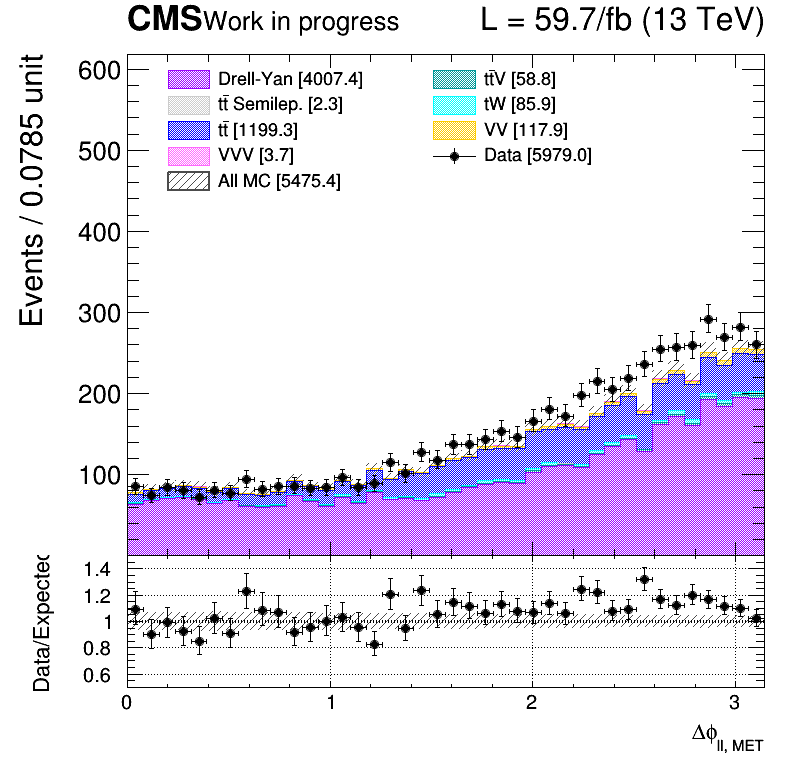 CMS Work in progress L = 59.7/fb (13 TeV)
Events / 0.0785 unit
600
500
400
300
200
100
Drell-Yan [4007.4]
tt̄ Semilep. [2.3]
tt̄ [1199.3]
VVV [3.7]
All MC [5475.4]
tt̄V [58.8]
tW [85.9]
VV [117.9]
Data [5979.0]
Data/Expected
1.4
1.2
1
0.8
0.6
0 1 2 3
Δϕll, MET